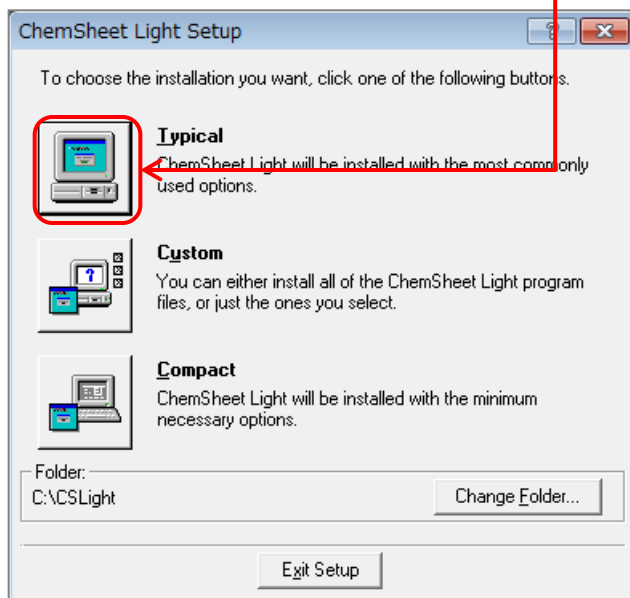 ChemSheet Light Setup
To choose the installation you want, click one of the following buttons.
Typical
ChemSheet Light will be installed with the most commonly
used options.
Custom
You can either install all of the ChemSheet Light program
files, or just the ones you select.
Compact
ChemSheet Light will be installed with the minimum
necessary options.
Folder:
C:\CSLight
Change Folder...
Exit Setup